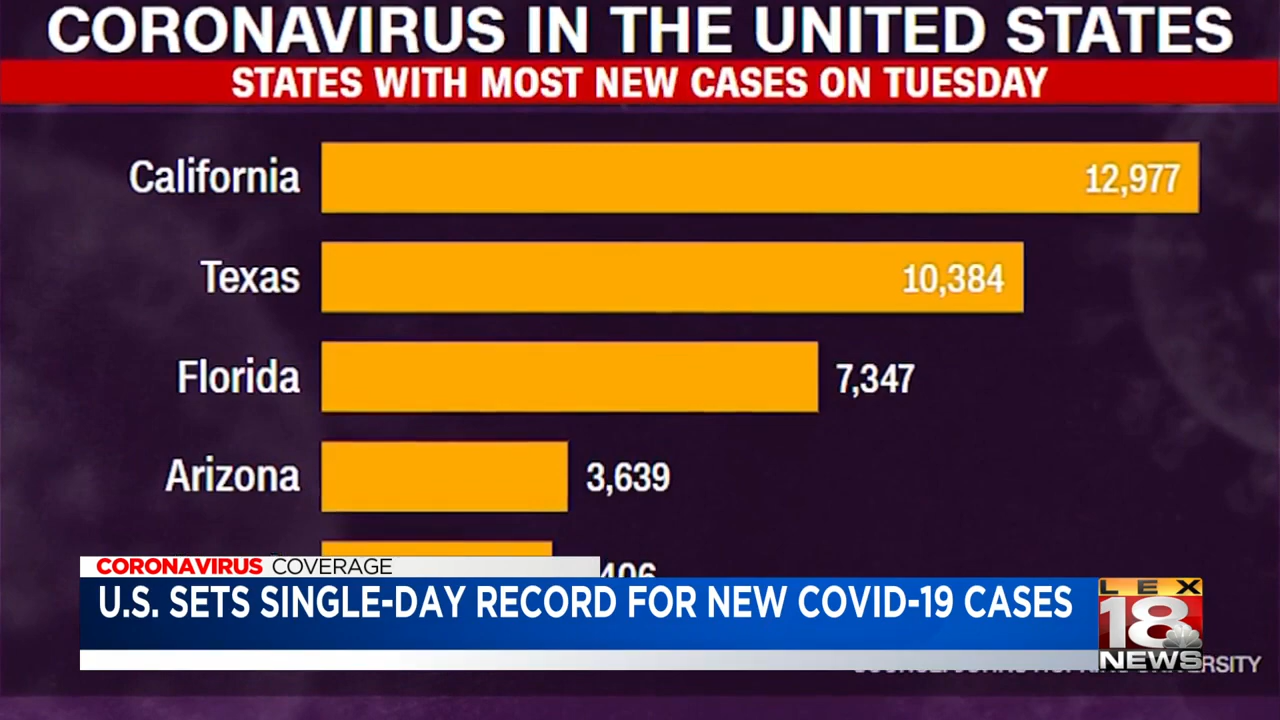 CORONAVIRUS IN THE UNITED STATES
STATES WITH MOST NEW CASES ON TUESDAY
California 12,977
Texas 10,384
Florida 7,347
Arizona 3,639
CORONAVIRUS COVERAGE
U.S. SETS SINGLE-DAY RECORD FOR NEW COVID-19 CASES
LEX
18
NEWS